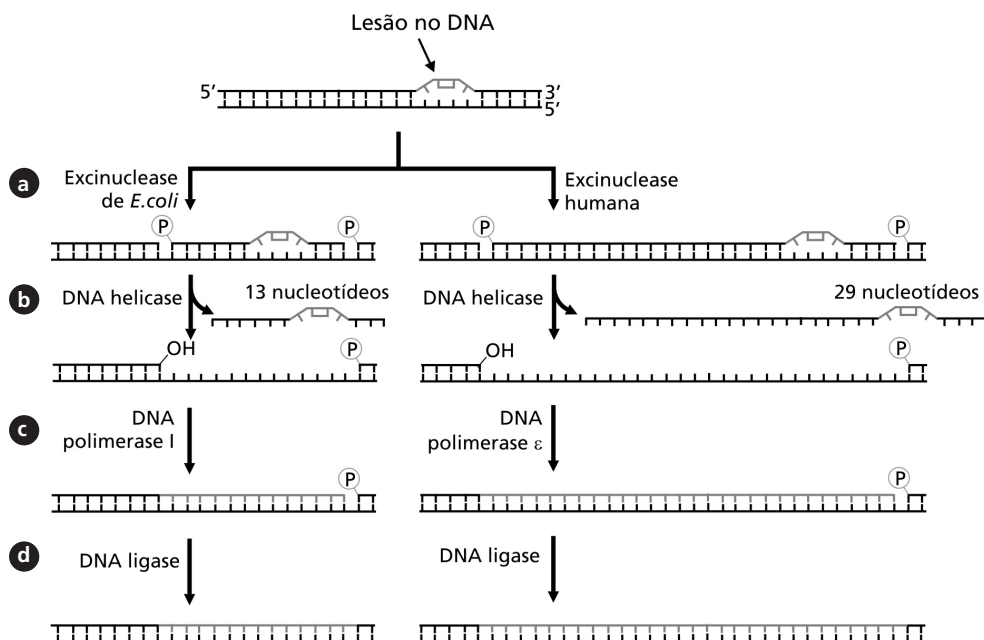 Lesão no DNA
5’
3’
5’
a
Excinuclease
de E.coli
Excinuclease
humana
P
P
P
P
b
DNA helicase
13 nucleotídeos
DNA helicase
29 nucleotídeos
OH
P
OH
P
c
DNA
polimerase I
DNA
polimerase ε
P
P
d
DNA ligase
DNA ligase